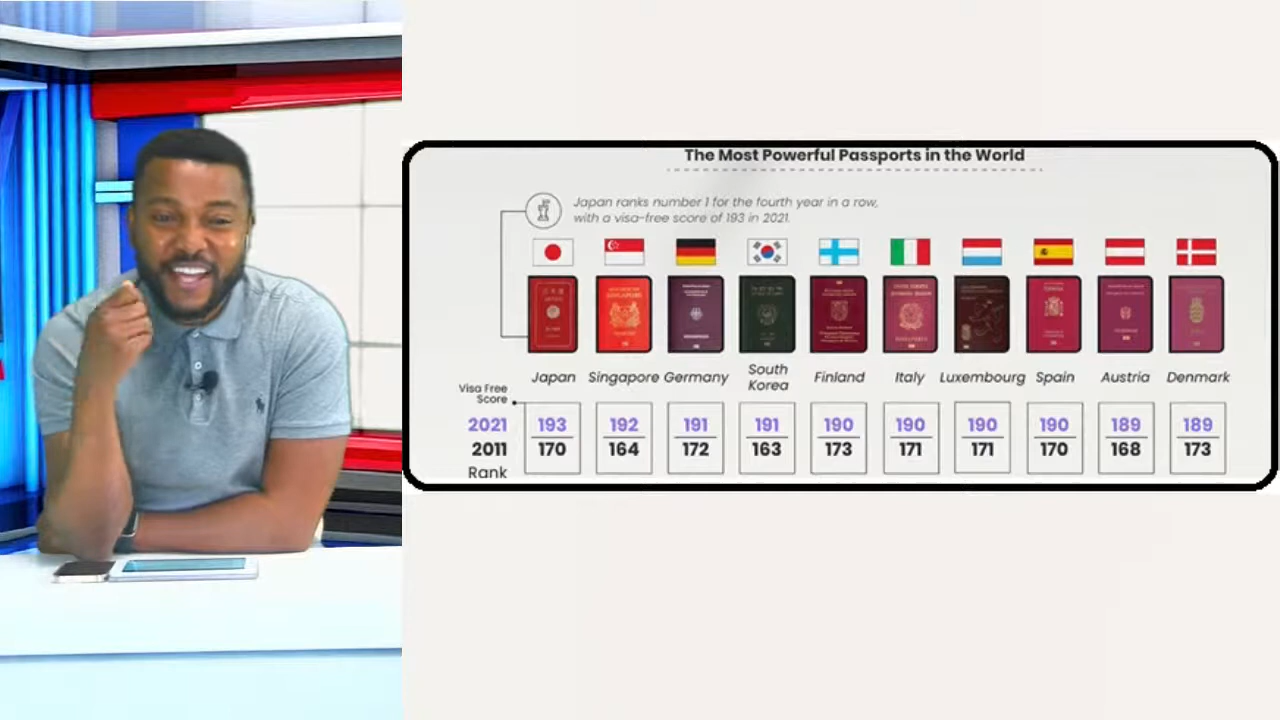 The Most Powerful Passports in the World
Japan ranks number 1 for the fourth year in a row,
with a visa-free score of 193 in 2021.
Japan Singapore Germany South Korea Finland Italy Luxembourg Spain Austria Denmark
Visa Free
Score
2021 193 192 191 191 190 190 190 190 189 189
2011 170 164 172 163 173 171 171 170 168 173
Rank